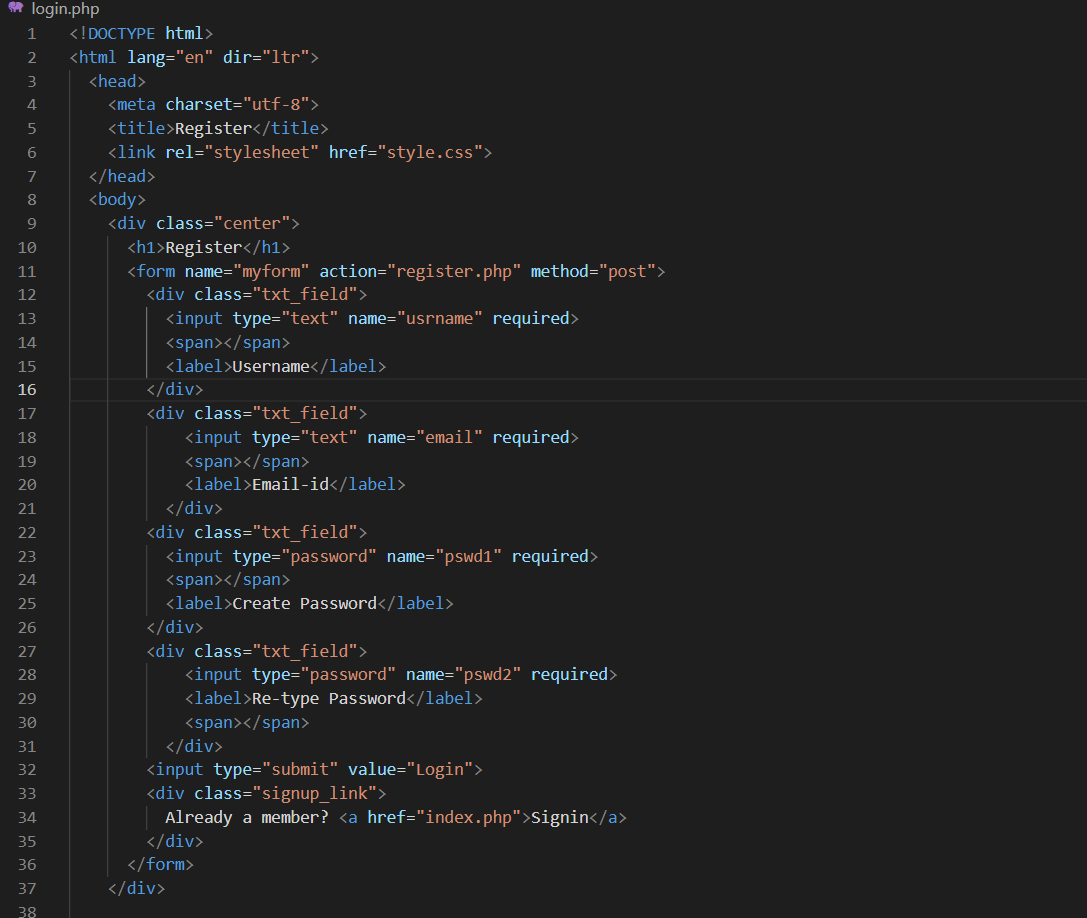 login.php
1 <!DOCTYPE html>
2 <html lang="en" dir="ltr">
3   <head>
4     <meta charset="utf-8">
5     <title>Register</title>
6     <link rel="stylesheet" href="style.css">
7   </head>
8   <body>
9     <div class="center">
10       <h1>Register</h1>
11       <form name="myform" action="register.php" method="post">
12         <div class="txt_field">
13           <input type="text" name="usrname" required>
14           <span></span>
15           <label>Username</label>
16         </div>
17         <div class="txt_field">
18             <input type="text" name="email" required>
19             <span></span>
20             <label>Email-id</label>
21           </div>
22         <div class="txt_field">
23           <input type="password" name="pswd1" required>
24           <span></span>
25           <label>Create Password</label>
26         </div>
27         <div class="txt_field">
28             <input type="password" name="pswd2" required>
29             <label>Re-type Password</label>
30             <span></span>
31           </div>
32         <input type="submit" value="Login">
33         <div class="signup_link">
34           Already a member? <a href="index.php">Signin</a>
35         </div>
36       </form>
37     </div>
38